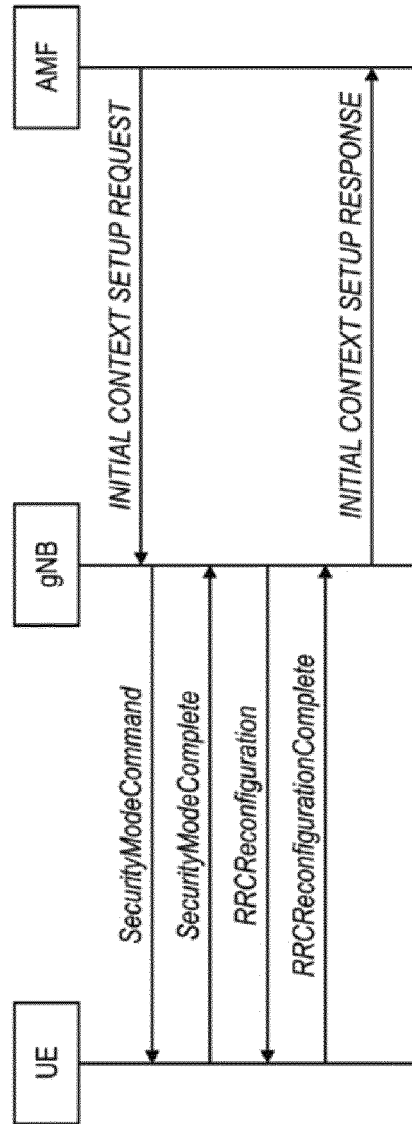 UE
gNB
AMF
INITIAL CONTEXT SETUP REQUEST
SecurityModeCommand
SecurityModeComplete
RRCReconfiguration
RRCReconfigurationComplete
INITIAL CONTEXT SETUP RESPONSE